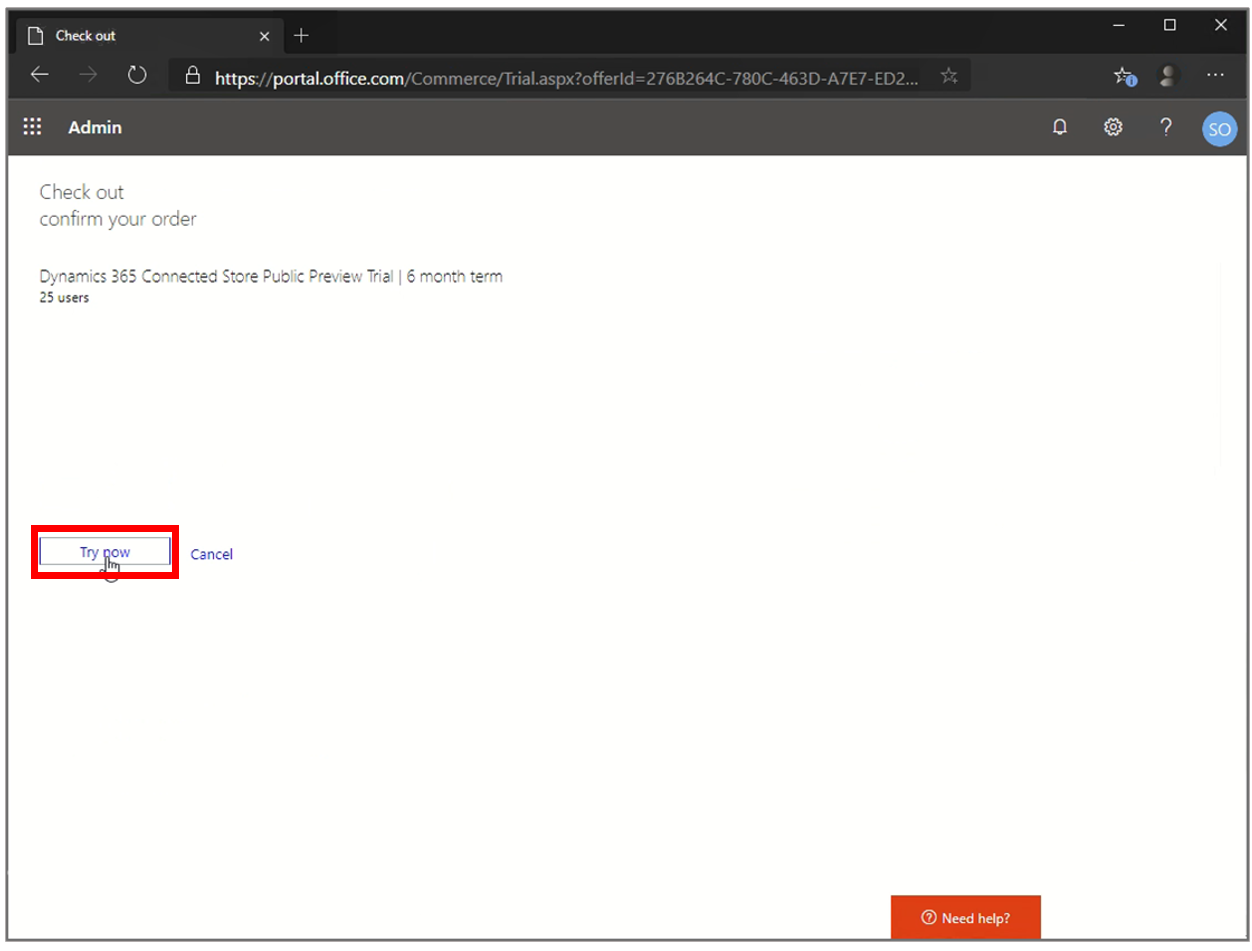 Check out
https://portal.office.com/Commerce/Trial.aspx?offerId=276B264C-780C-463D-A7E7-ED2...
Admin
SO
Check out
confirm your order
Dynamics 365 Connected Store Public Preview Trial | 6 month term
25 users
Try now
Cancel
Need help?